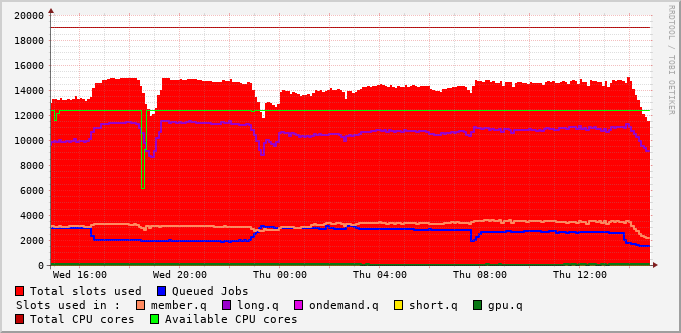 20000
18000
16000
14000
12000
10000
8000
6000
4000
2000
0
Wed 16:00 Wed 20:00 Thu 00:00 Thu 04:00 Thu 08:00 Thu 12:00
RRDTOOL / TOBI OETIKER
Total slots used Queued Jobs
Slots used in : member.q long.q ondemand.q short.q gpu.q
Total CPU cores Available CPU cores